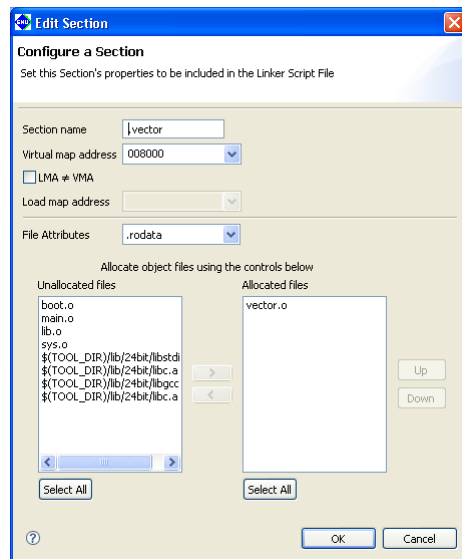 GNU Edit Section
Configure a Section
Set this Section's properties to be included in the Linker Script File
Section name .vector
Virtual map address 008000
LMA ≠ VMA
Load map address
File Attributes .rodata
Allocate object files using the controls below
Unallocated files Allocated files
boot.o vector.o
main.o
lib.o
sys.o
$(TOOL_DIR)/lib/24bit/libstdi
$(TOOL_DIR)/lib/24bit/libc.a
$(TOOL_DIR)/lib/24bit/libgcc
$(TOOL_DIR)/lib/24bit/libc.a
> Up
< Down
Select All Select All
? OK Cancel